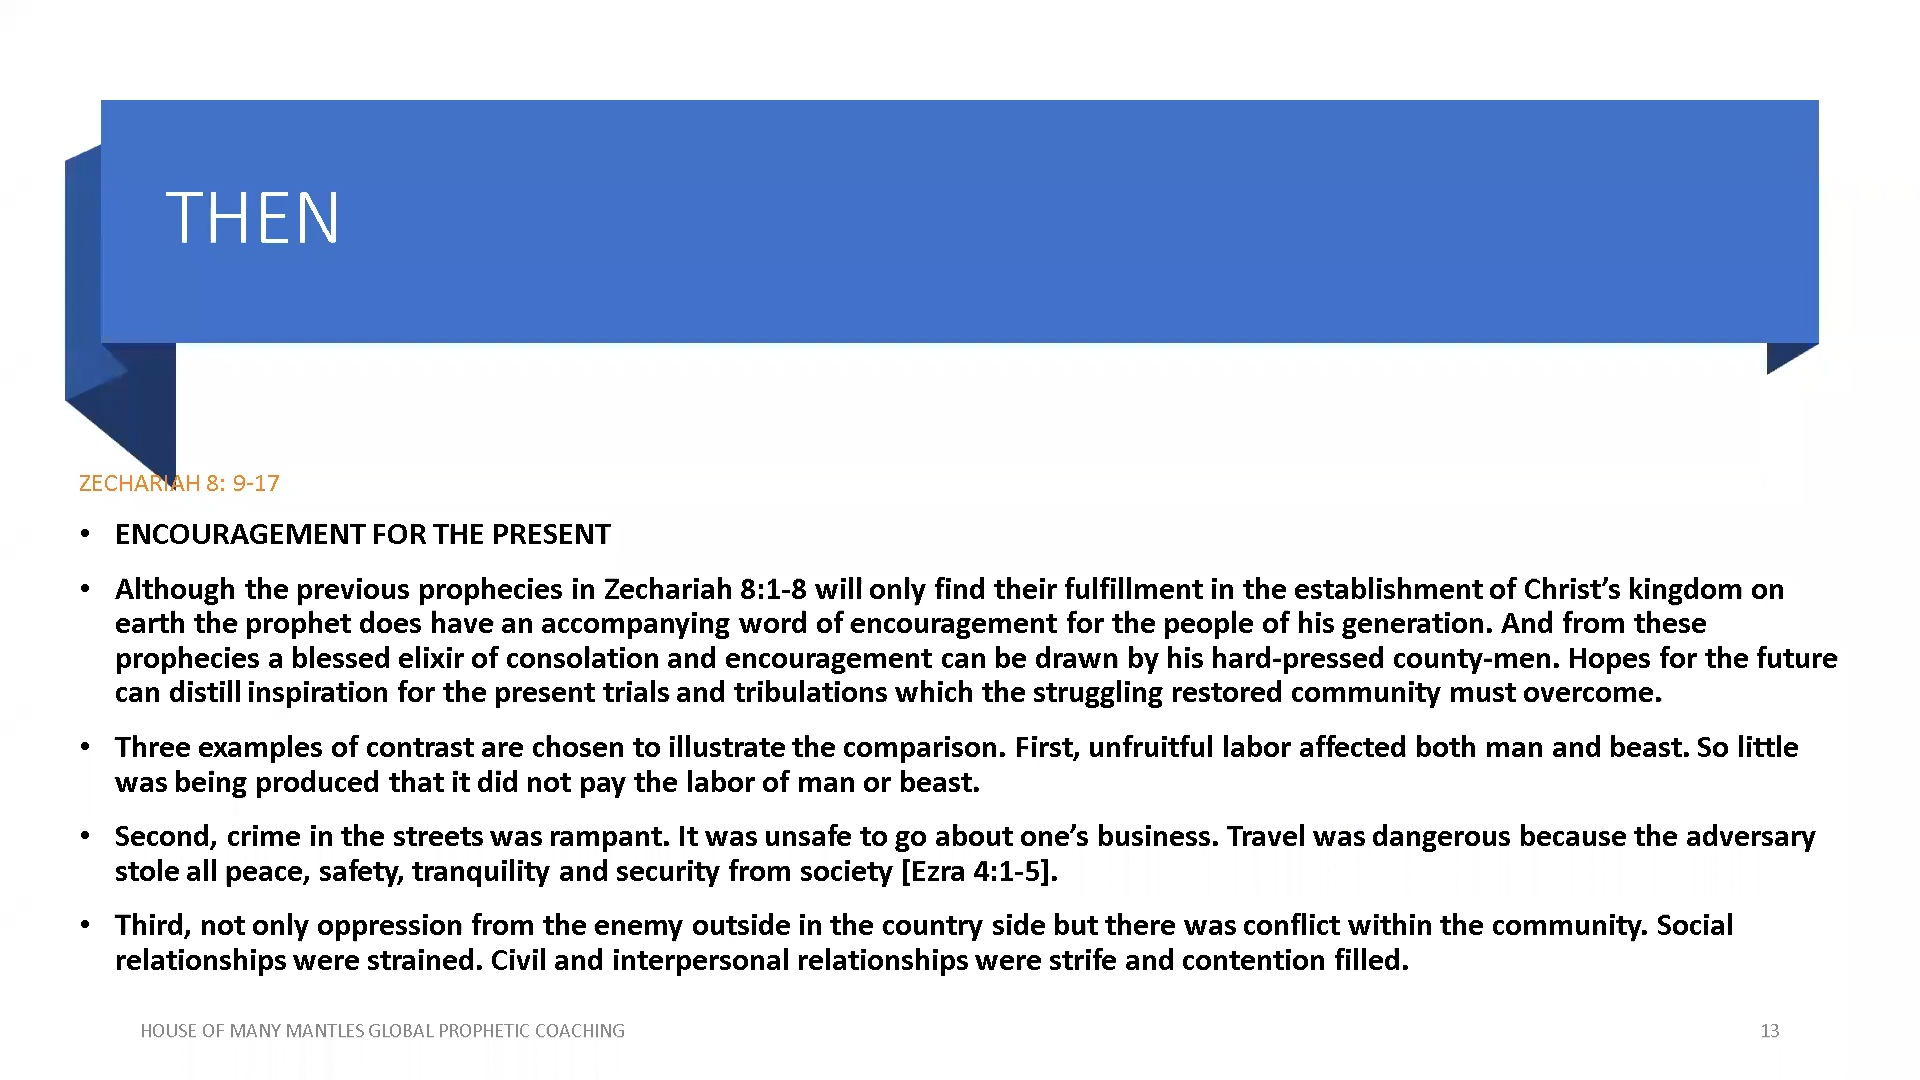 THEN
ZECHARIAH 8: 9-17
• ENCOURAGEMENT FOR THE PRESENT
• Although the previous prophecies in Zechariah 8:1-8 will only find their fulfillment in the establishment of Christ’s kingdom on
earth the prophet does have an accompanying word of encouragement for the people of his generation. And from these
prophecies a blessed elixir of consolation and encouragement can be drawn by his hard-pressed county-men. Hopes for the future
can distill inspiration for the present trials and tribulations which the struggling restored community must overcome.
• Three examples of contrast are chosen to illustrate the comparison. First, unfruitful labor affected both man and beast. So little
was being produced that it did not pay the labor of man or beast.
• Second, crime in the streets was rampant. It was unsafe to go about one’s business. Travel was dangerous because the adversary
stole all peace, safety, tranquility and security from society [Ezra 4:1-5].
• Third, not only oppression from the enemy outside in the country side but there was conflict within the community. Social
relationships were strained. Civil and interpersonal relationships were strife and contention filled.
HOUSE OF MANY MANTLES GLOBAL PROPHETIC COACHING
13